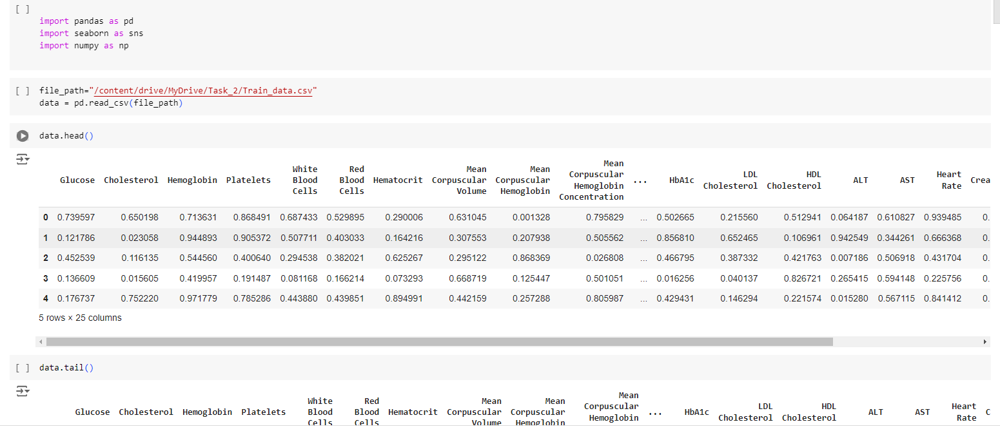 [ ]
import pandas as pd
import seaborn as sns
import numpy as np
[ ] file_path="/content/drive/MyDrive/Task_2/Train_data.csv"
data = pd.read_csv(file_path)
data.head()
Glucose Cholesterol Hemoglobin Platelets White Blood Cells Red Blood Cells Hematocrit Mean Corpuscular Volume Mean Corpuscular Hemoglobin Mean Corpuscular Hemoglobin Concentration ... HbA1c LDL Cholesterol HDL Cholesterol ALT AST Heart Rate Crea
0 0.739597 0.650198 0.713631 0.868491 0.687433 0.529895 0.290006 0.631045 0.001328 0.795829 ... 0.502665 0.215560 0.512941 0.064187 0.610827 0.939485 0.
1 0.121786 0.023058 0.944893 0.905372 0.507711 0.403033 0.164216 0.307553 0.207938 0.505562 ... 0.856810 0.652465 0.106961 0.942549 0.344261 0.666368 0.
2 0.452539 0.116135 0.544560 0.400640 0.294538 0.382021 0.625267 0.295122 0.868369 0.026808 ... 0.466795 0.387332 0.421763 0.007186 0.506918 0.431704 0.
3 0.136609 0.015605 0.419957 0.191487 0.081168 0.166214 0.073293 0.668719 0.125447 0.501051 ... 0.016256 0.040137 0.826721 0.265415 0.594148 0.225756 0.
4 0.176737 0.752220 0.971779 0.785286 0.443880 0.439851 0.894991 0.442159 0.257288 0.805987 ... 0.429431 0.146294 0.221574 0.015280 0.567115 0.841412 0.
5 rows × 25 columns
[ ] data.tail()
Glucose Cholesterol Hemoglobin Platelets White Blood Cells Red Blood Cells Hematocrit Mean Corpuscular Volume Mean Corpuscular Hemoglobin Mean Corpuscular Hemoglobin ... HbA1c LDL Cholesterol HDL Cholesterol ALT AST Heart Rate C